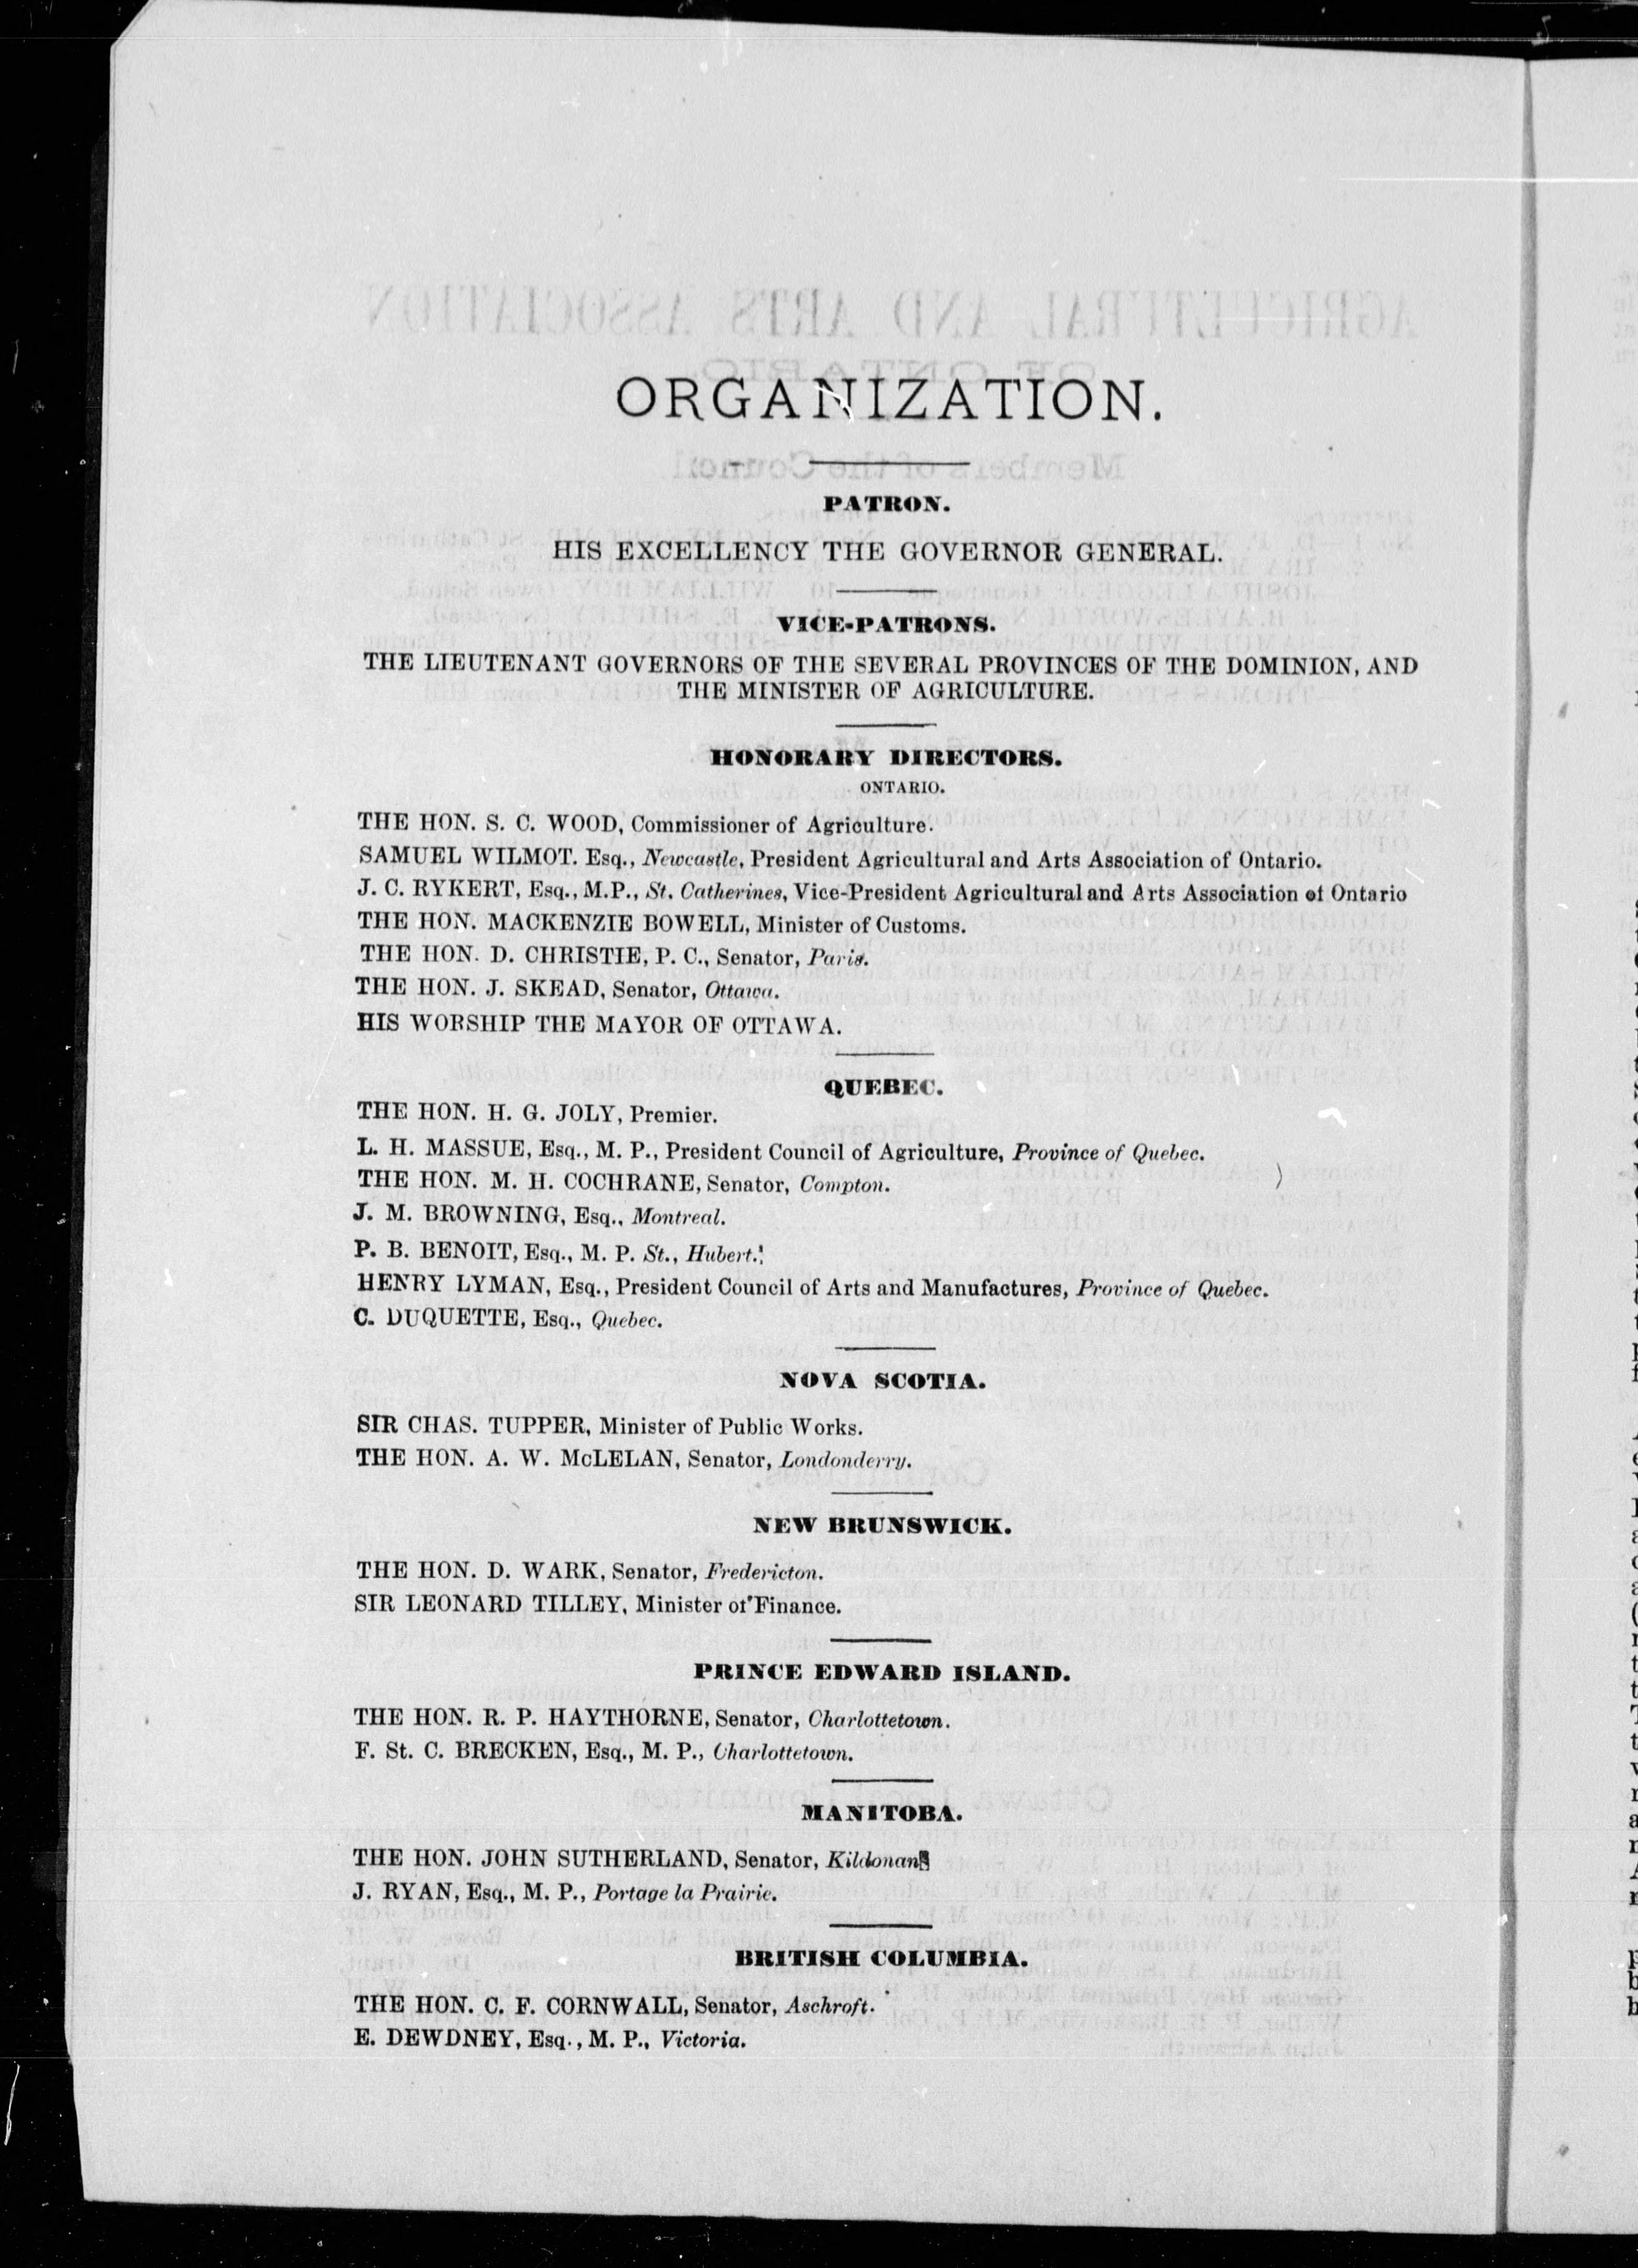 ORGANIZATION.
PATRON.
HIS EXCELLENCY THE GOVERNOR GENERAL.
VICE-PATRONS.
THE LIEUTENANT GOVERNORS OF THE SEVERAL PROVINCES OF THE DOMINION, AND
THE MINISTER OF AGRICULTURE.
HONORARY DIRECTORS.
ONTARIO.
THE HON. S. C. WOOD, Commissioner of Agriculture.
SAMUEL WILMOT. Esq., Newcastle, President Agricultural and Arts Association of Ontario.
J. C. RYKERT, Esq., M.P., St. Catherines, Vice-President Agricultural and Arts Association of Ontario
THE HON. MACKENZIE BOWELL, Minister of Customs.
THE HON. D. CHRISTIE, P. C., Senator, Paris.
THE HON. J. SKEAD, Senator, Ottawa.
HIS WORSHIP THE MAYOR OF OTTAWA.
QUEBEC.
THE HON. H. G. JOLY, Premier.
L. H. MASSUE, Esq., M. P., President Council of Agriculture, Province of Quebec.
THE HON. M. H. COCHRANE, Senator, Compton.
J. M. BROWNING, Esq., Montreal.
P. B. BENOIT, Esq., M. P. St., Hubert.
HENRY LYMAN, Esq., President Council of Arts and Manufactures, Province of Quebec.
C. DUQUETTE, Esq., Quebec.
NOVA SCOTIA.
SIR CHAS. TUPPER, Minister of Public Works.
THE HON. A. W. McLELAN, Senator, Londonderry.
NEW BRUNSWICK.
THE HON. D. WARK, Senator, Fredericton.
SIR LEONARD TILLEY, Minister of Finance.
PRINCE EDWARD ISLAND.
THE HON. R. P. HAYTHORNE, Senator, Charlottetown.
F. St. C. BRECKEN, Esq., M. P., Charlottetown.
MANITOBA.
THE HON. JOHN SUTHERLAND, Senator, Kildonan
J. RYAN, Esq., M. P., Portage la Prairie.
BRITISH COLUMBIA.
THE HON. C. F. CORNWALL, Senator, Aschroft.
E. DEWDNEY, Esq., M. P., Victoria.